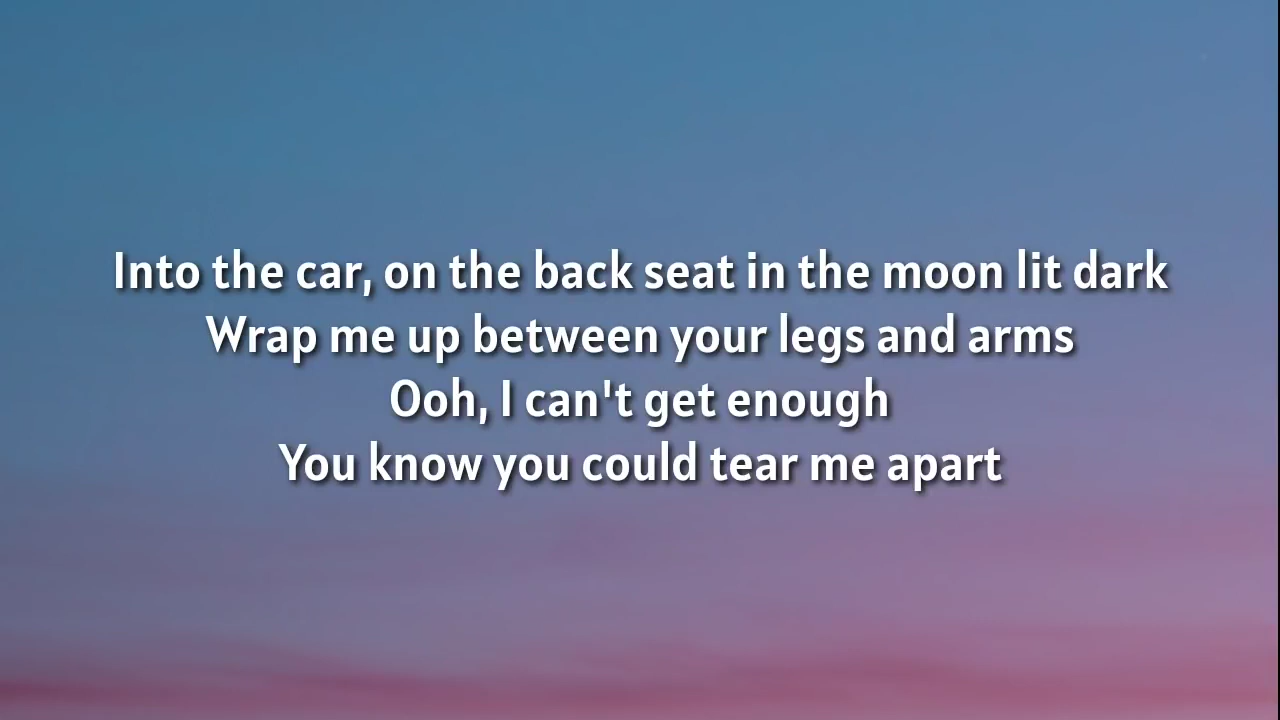 Into the car, on the back seat in the moon lit dark
Wrap me up between your legs and arms
Ooh, I can't get enough
You know you could tear me apart